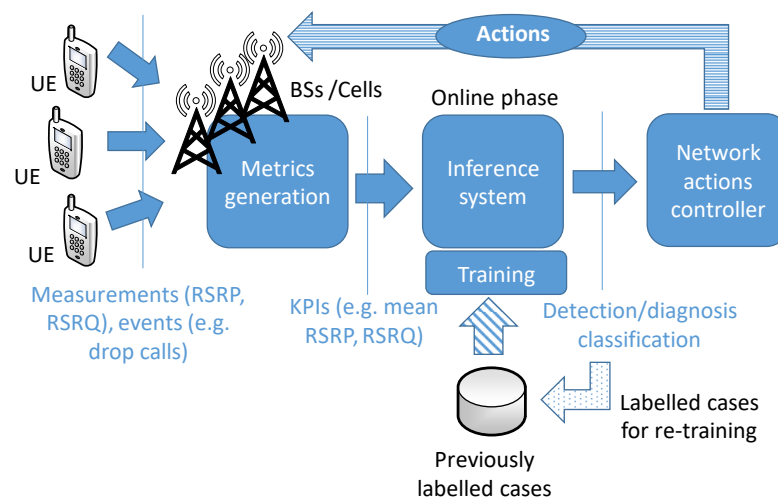 Actions
UE
BSs /Cells
Online phase
UE
Metrics
generation
Inference
system
Network
actions
controller
UE
Training
Measurements (RSRP,
RSRQ), events (e.g.
drop calls)
KPIs (e.g. mean
RSRP, RSRQ)
Detection/diagnosis
classification
Labelled cases
for re-training
Previously
labelled cases